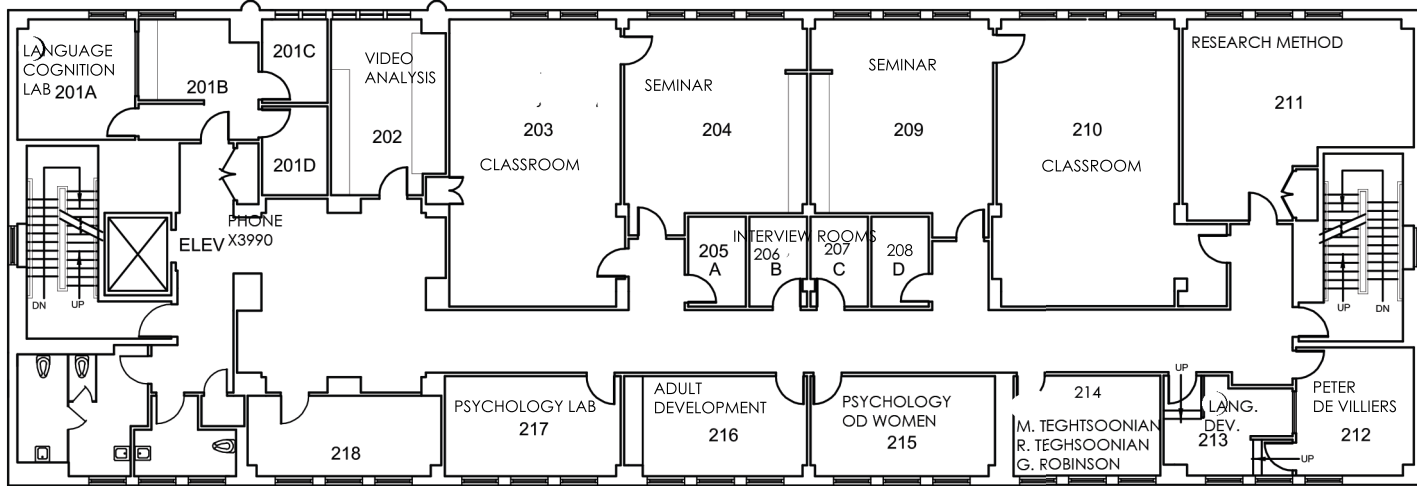 LANGUAGE
COGNITION
LAB 201A
201B
201C
201D
VIDEO
ANALYSIS
202
203
CLASSROOM
SEMINAR
204
SEMINAR
209
210
CLASSROOM
RESEARCH METHOD
211
PHONE
X3990
ELEV
INTERVIEW ROOMS
205
A
206
B
207
C
208
D
DN
UP
UP
DN
PSYCHOLOGY LAB
217
ADULT
DEVELOPMENT
216
PSYCHOLOGY
OD WOMEN
215
214
M. TEGHTSOONIAN
R. TEGHSOONIAN
G. ROBINSON
UP
LANG.
DEV.
213
UP
PETER
DE VILLIERS
212
218